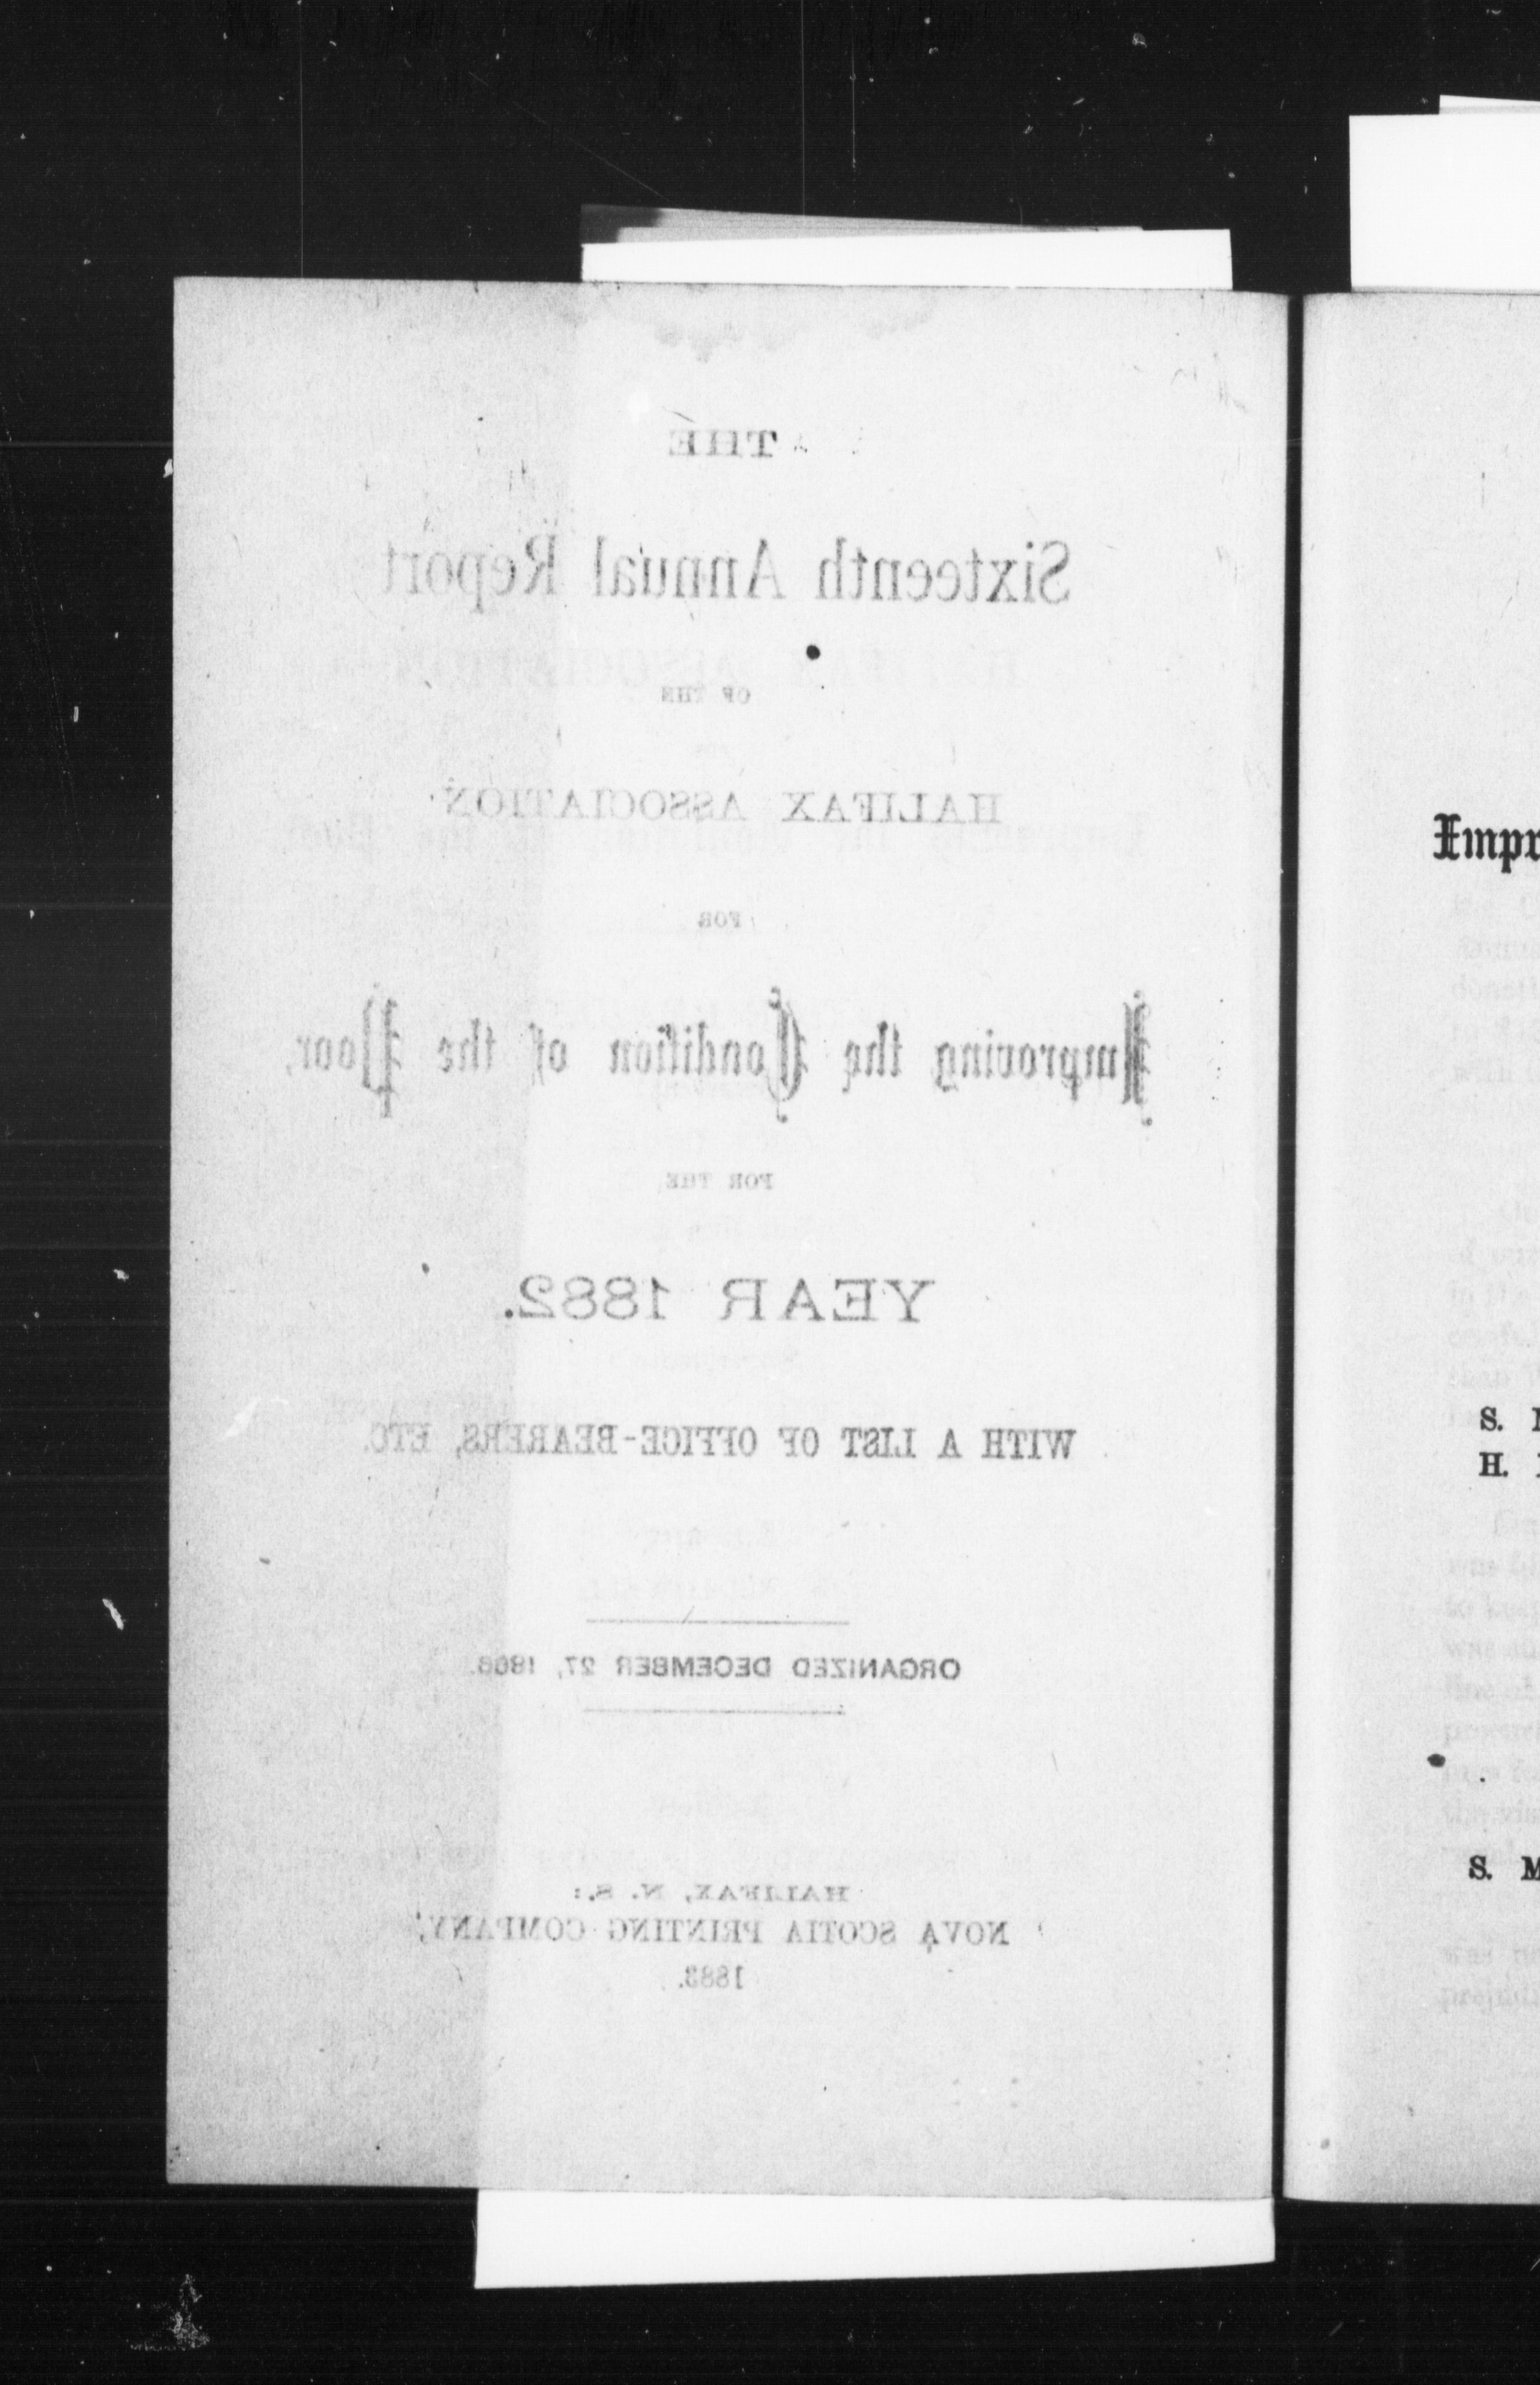 THE
Sixteenth Annual Report
OF THE
HALIFAX ASSOCIATION
FOR
Improving the Condition of the Poor,
FOR THE
YEAR 1882.
WITH A LIST OF OFFICE-BEARERS, ETC.
ORGANIZED DECEMBER 27, 1866.
HALIFAX, N. S.:
NOVA SCOTIA PRINTING COMPANY,
1883.
Impr
S.
H.
S. M